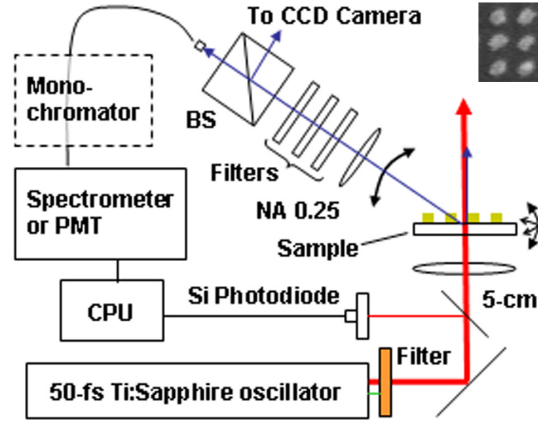 To CCD Camera
Mono-
chromator
BS
Filters
NA 0.25
Spectrometer
or PMT
Sample
CPU
Si Photodiode
5-cm
Filter
50-fs Ti:Sapphire oscillator